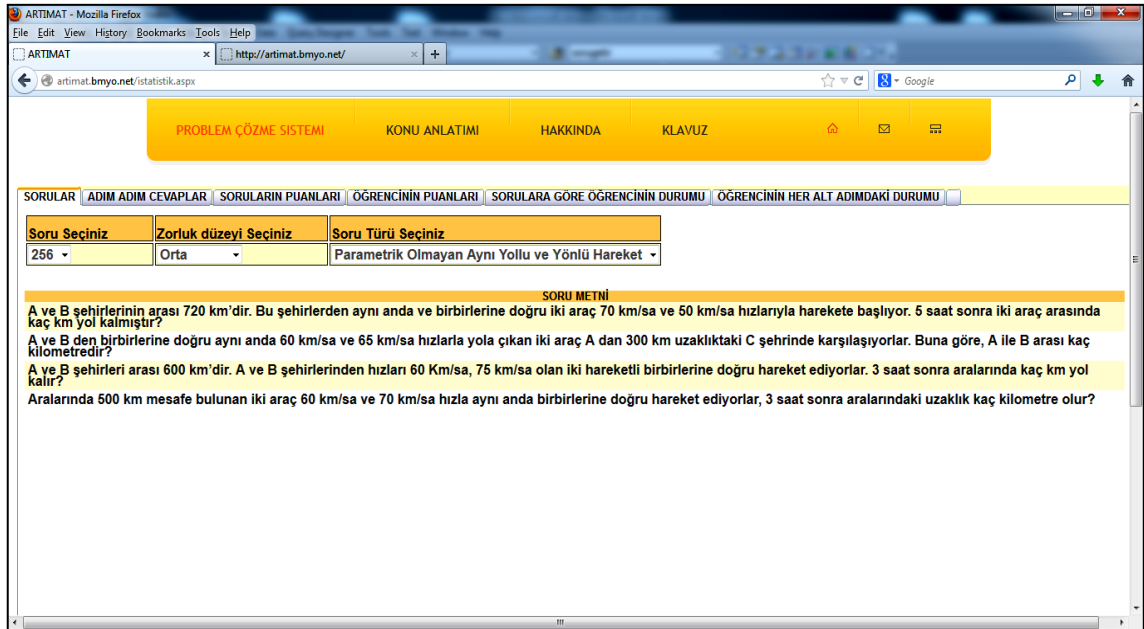 ARTIMAT - Mozilla Firefox
File Edit View History Bookmarks Tools Help
ARTIMAT × http://artimat.bmyo.net/ × +
artimat.bmyo.net/istatistik.aspx Google
PROBLEM ÇÖZME SİSTEMİ KONU ANLATIMI HAKKINDA KLAVUZ
SORULAR ADIM ADIM CEVAPLAR SORULARIN PUANLARI ÖĞRENCİNİN PUANLARI SORULARA GÖRE ÖĞRENCİNİN DURUMU ÖĞRENCİNİN HER ALT ADIMDAKİ DURUMU
Soru Seçiniz Zorluk düzeyi Seçiniz Soru Türü Seçiniz
256 Orta Parametrik Olmayan Aynı Yollu ve Yönlü Hareket
SORU METNİ
A ve B şehirlerinin arası 720 km'dir. Bu şehirlerden aynı anda ve birbirlerine doğru iki araç 70 km/sa ve 50 km/sa hızlarıyla harekete başlıyor. 5 saat sonra iki araç arasında
kaç km yol kalmıştır?
A ve B den birbirlerine doğru aynı anda 60 km/sa ve 65 km/sa hızlarla yola çıkan iki araç A dan 300 km uzaklıktaki C şehrinde karşılaşıyorlar. Buna göre, A ile B arası kaç
kilometredir?
A ve B şehirleri arası 600 km'dir. A ve B şehirlerinden hızları 60 Km/sa, 75 km/sa olan iki hareketli birbirlerine doğru hareket ediyorlar. 3 saat sonra aralarında kaç km yol
kalır?
Aralarında 500 km mesafe bulunan iki araç 60 km/sa ve 70 km/sa hızla aynı anda birbirlerine doğru hareket ediyorlar, 3 saat sonra aralarındaki uzaklık kaç kilometre olur?